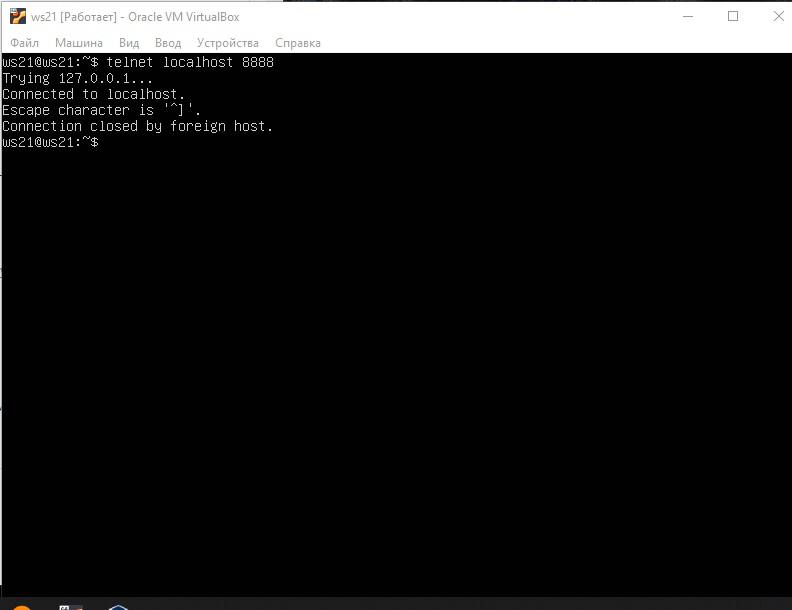 ws21 [Работает] - Oracle VM VirtualBox
Файл Машина Вид Ввод Устройства Справка
ws21@ws21:~$ telnet localhost 8888
Trying 127.0.0.1...
Connected to localhost.
Escape character is '^]'.
Connection closed by foreign host.
ws21@ws21:~$